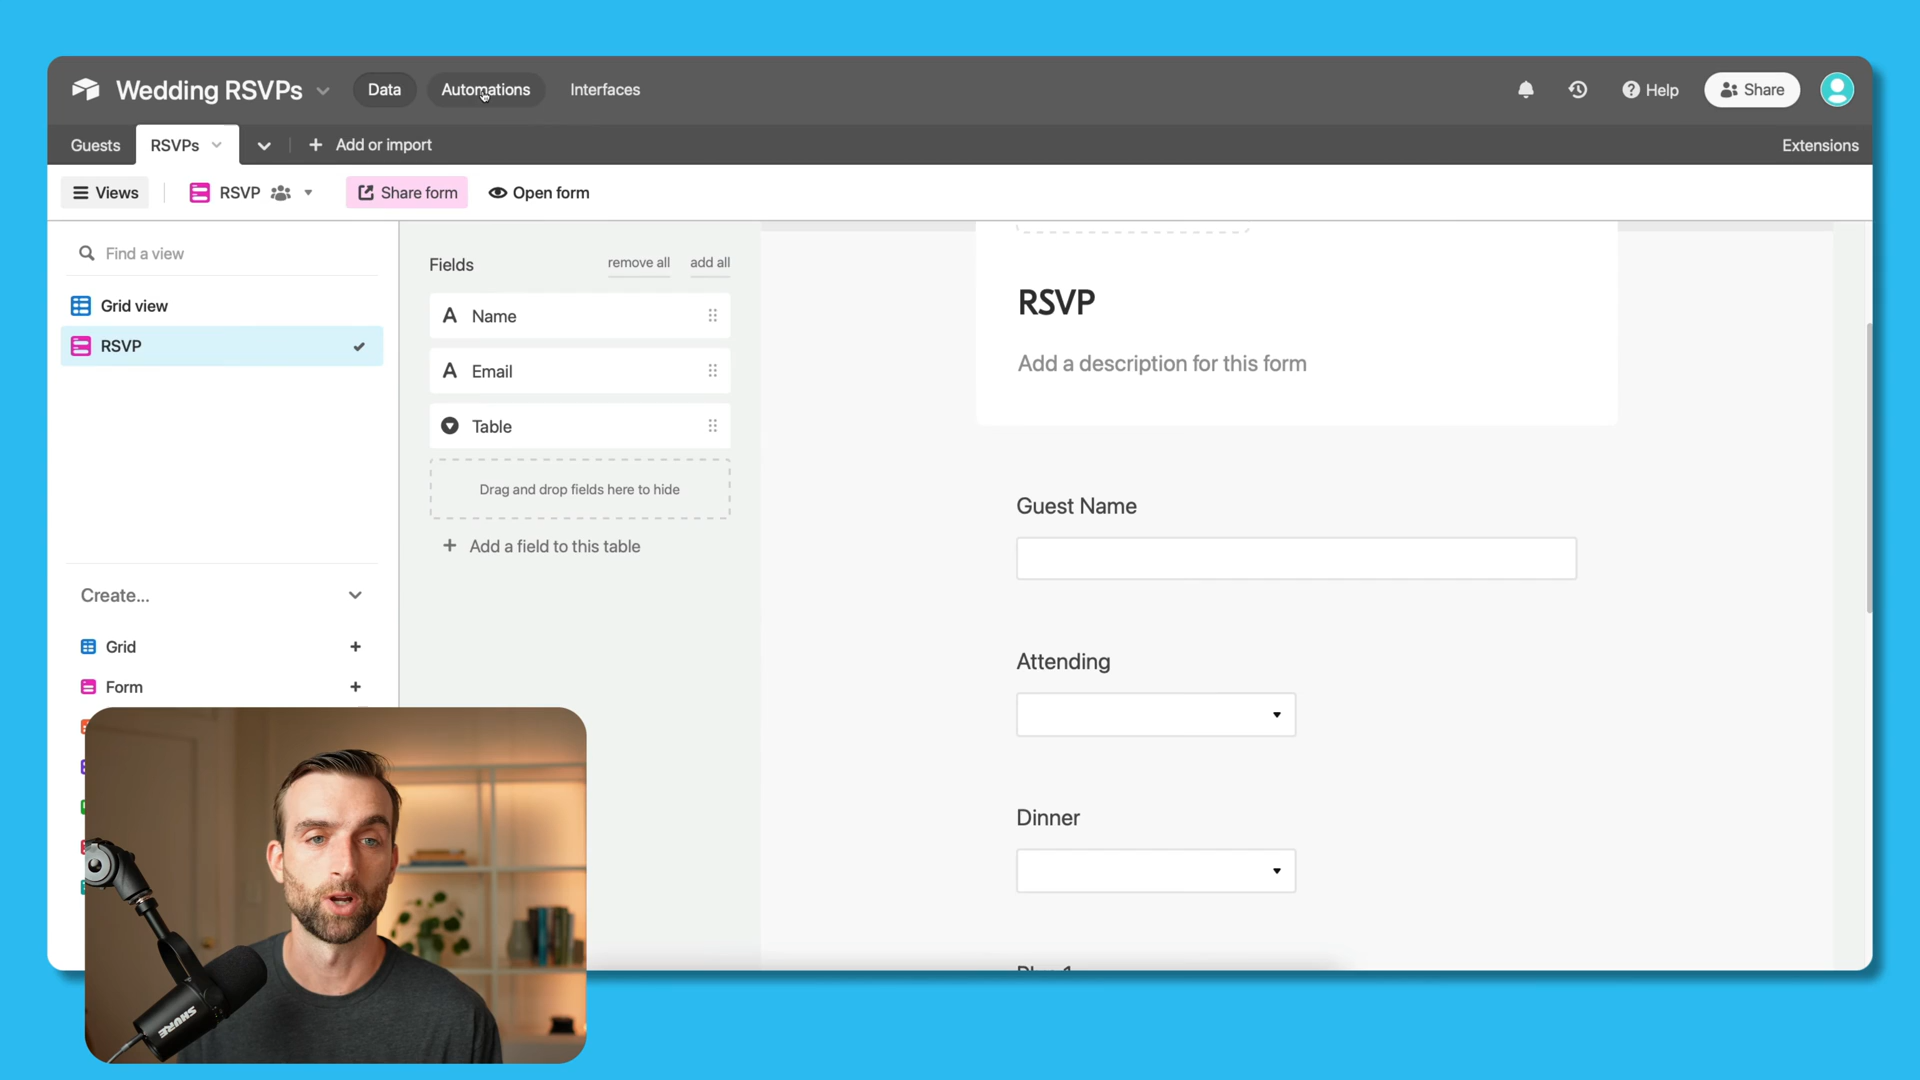 Wedding RSVPs
Data
Automations
Interfaces
Help
Share
Guests
RSVPs
Add or import
Extensions
Views
RSVP
Share form
Open form
Find a view
Grid view
RSVP
Create...
Grid
Form
Fields
remove all
add all
Name
Email
Table
Drag and drop fields here to hide
Add a field to this table
RSVP
Add a description for this form
Guest Name
Attending
Dinner
SHURE